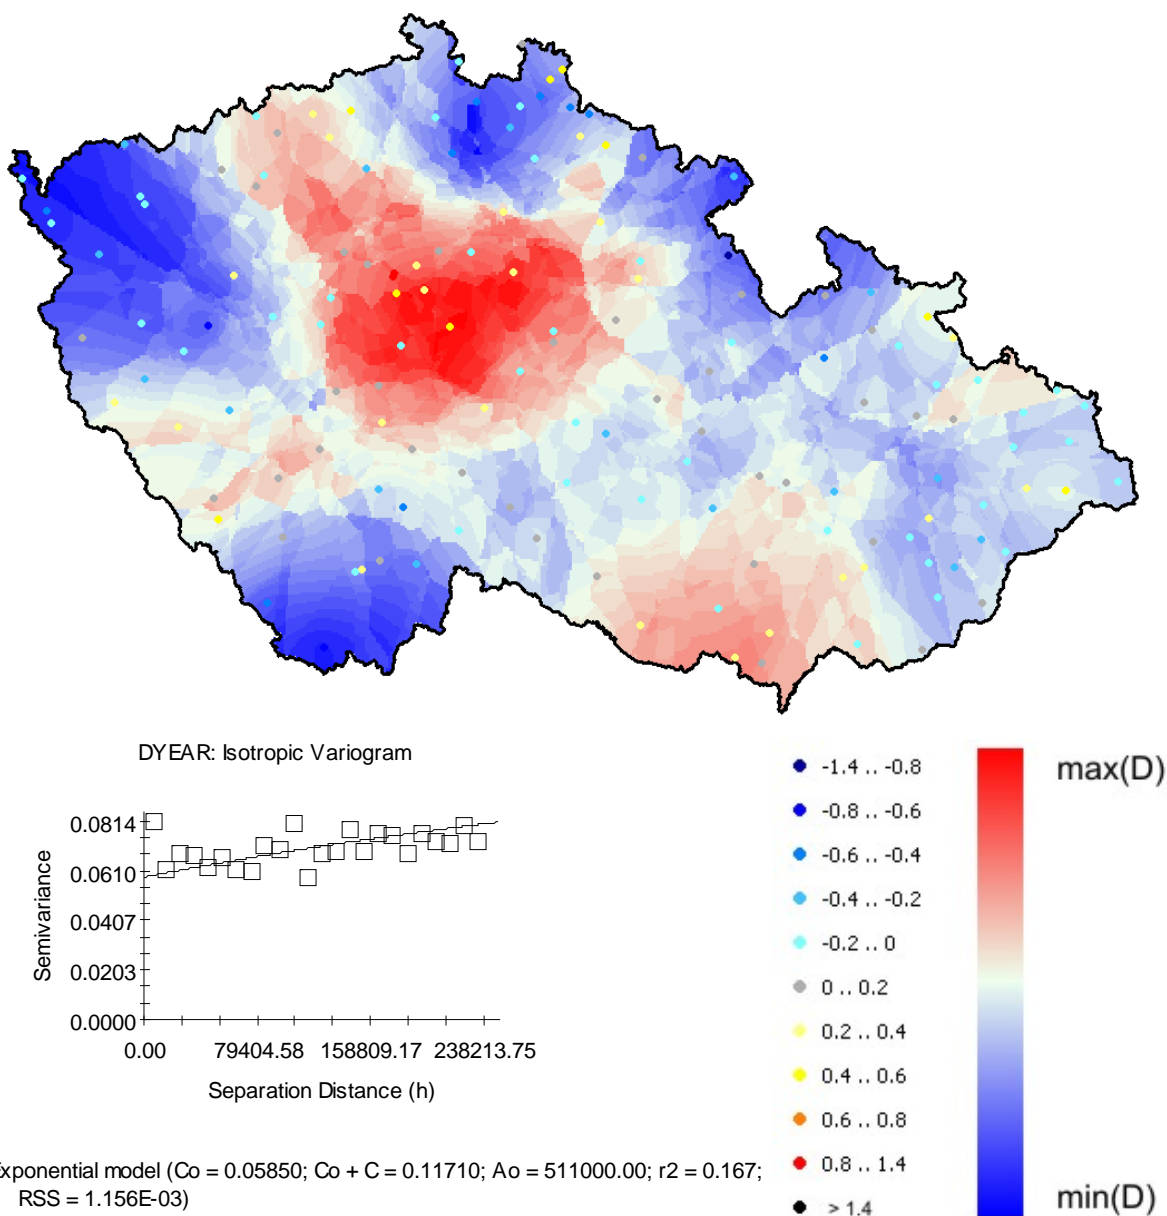 DYEAR: Isotropic Variogram
0.0814
0.0610
0.0407
0.0203
0.0000
Semivariance
0.00 79404.58 158809.17 238213.75
Separation Distance (h)
Exponential model (Co = 0.05850; Co + C = 0.11710; Ao = 511000.00; r2 = 0.167;
RSS = 1.156E-03)
-1.4 .. -0.8
-0.8 .. -0.6
-0.6 .. -0.4
-0.4 .. -0.2
-0.2 .. 0
0 .. 0.2
0.2 .. 0.4
0.4 .. 0.6
0.6 .. 0.8
0.8 .. 1.4
> 1.4
max(D)
min(D)